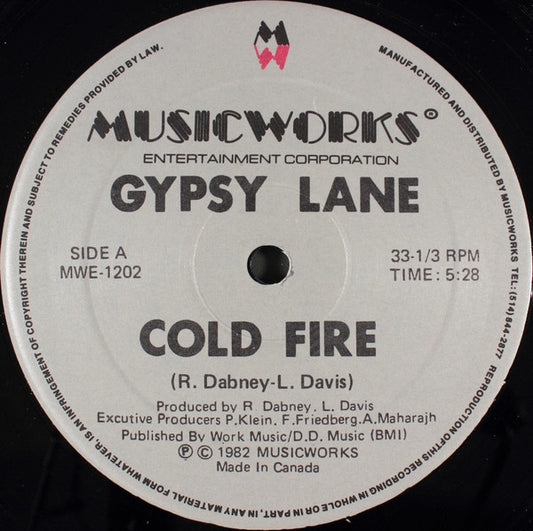 MUSICWORKS®
ENTERTAINMENT CORPORATION
GYPSY LANE
SIDE A
MWE-1202
33-1/3 RPM
TIME: 5:28
COLD FIRE
(R. Dabney-L. Davis)
Produced by R. Dabney. L. Davis
Excutive Producers P.Klein, F.Friedberg.A.Maharajh
Published By Work Music/D.D. Music (BMI)
Ⓟ © 1982 MUSICWORKS
Made In Canada
MANUFACTURED AND DISTRIBUTED BY MUSICWORKS TEL: (514) 844-2877 REPRODUCTION OF THIS RECORDING IN WHOLE OR IN PART, IN ANY MATERIAL FORM WHATEVER, IS AN INFRINGEMENT OF COPYRIGHT THEREIN AND SUBJECT TO REMEDIES PROVIDED BY LAW.